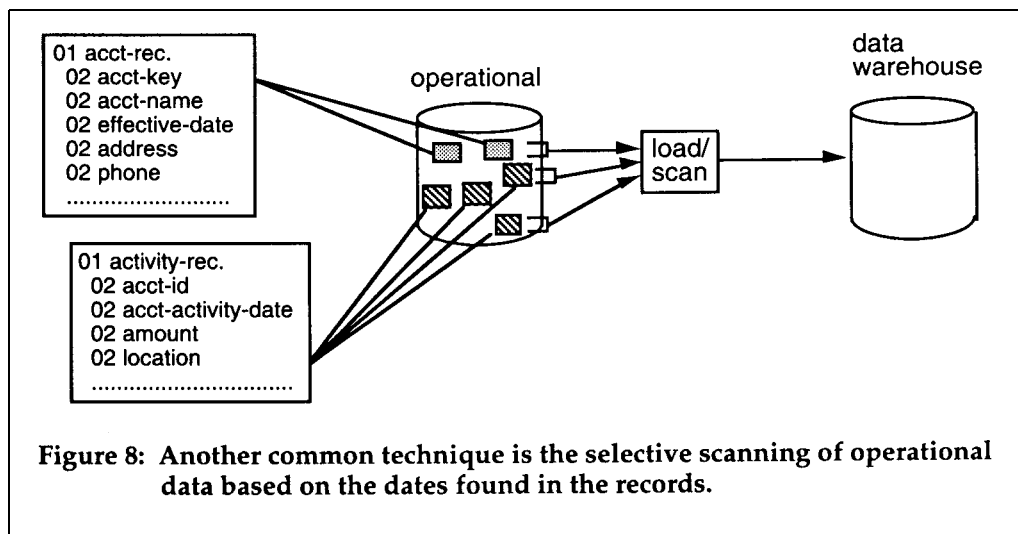 01 acct-rec.
02 acct-key
02 acct-name
02 effective-date
02 address
02 phone
............................
01 activity-rec.
02 acct-id
02 acct-activity-date
02 amount
02 location
..................................
operational
load/
scan
data
warehouse
Figure 8: Another common technique is the selective scanning of operational
data based on the dates found in the records.